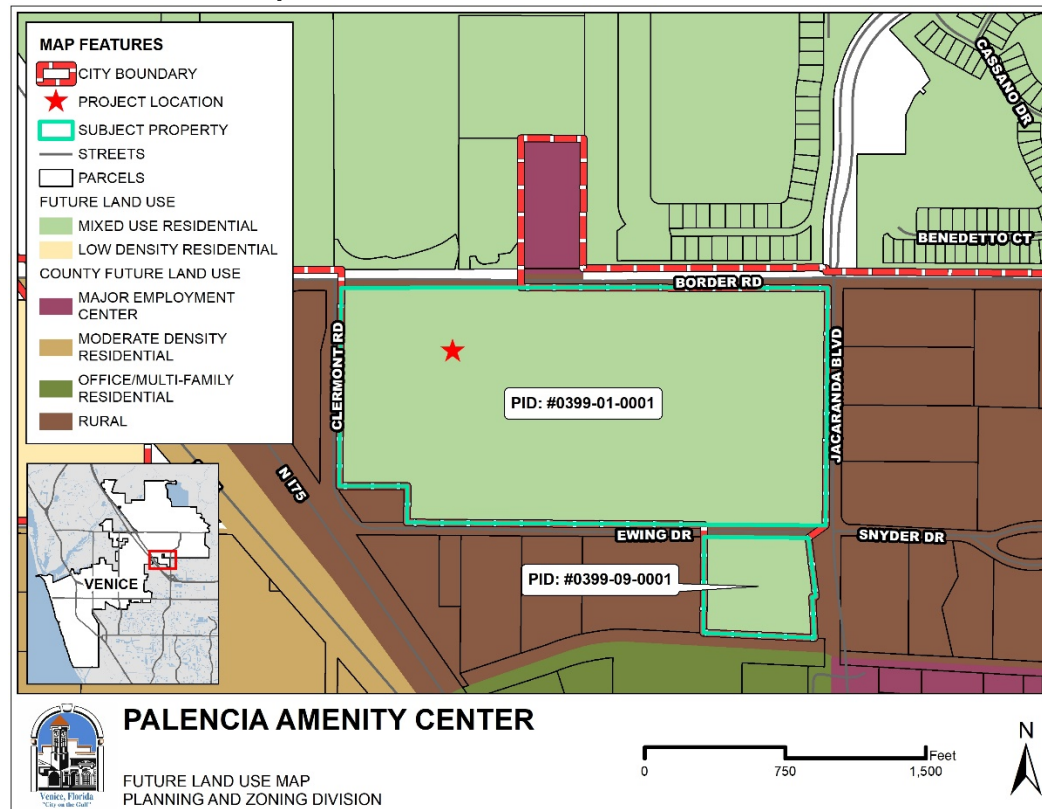 MAP FEATURES
CITY BOUNDARY
PROJECT LOCATION
SUBJECT PROPERTY
STREETS
PARCELS
FUTURE LAND USE
MIXED USE RESIDENTIAL
LOW DENSITY RESIDENTIAL
COUNTY FUTURE LAND USE
MAJOR EMPLOYMENT
CENTER
MODERATE DENSITY
RESIDENTIAL
OFFICE/MULTI-FAMILY
RESIDENTIAL
RURAL
CASSANO DR
BENEDETTO CT
BORDER RD
CLERMONT RD
PID: #0399-01-0001
JACARANDA BLVD
N I75
EWING DR
SNYDER DR
PID: #0399-09-0001
VENICE
PALENCIA AMENITY CENTER
FUTURE LAND USE MAP
PLANNING AND ZONING DIVISION
Venice, Florida
"City on the Gulf"
Feet
0 750 1,500
N